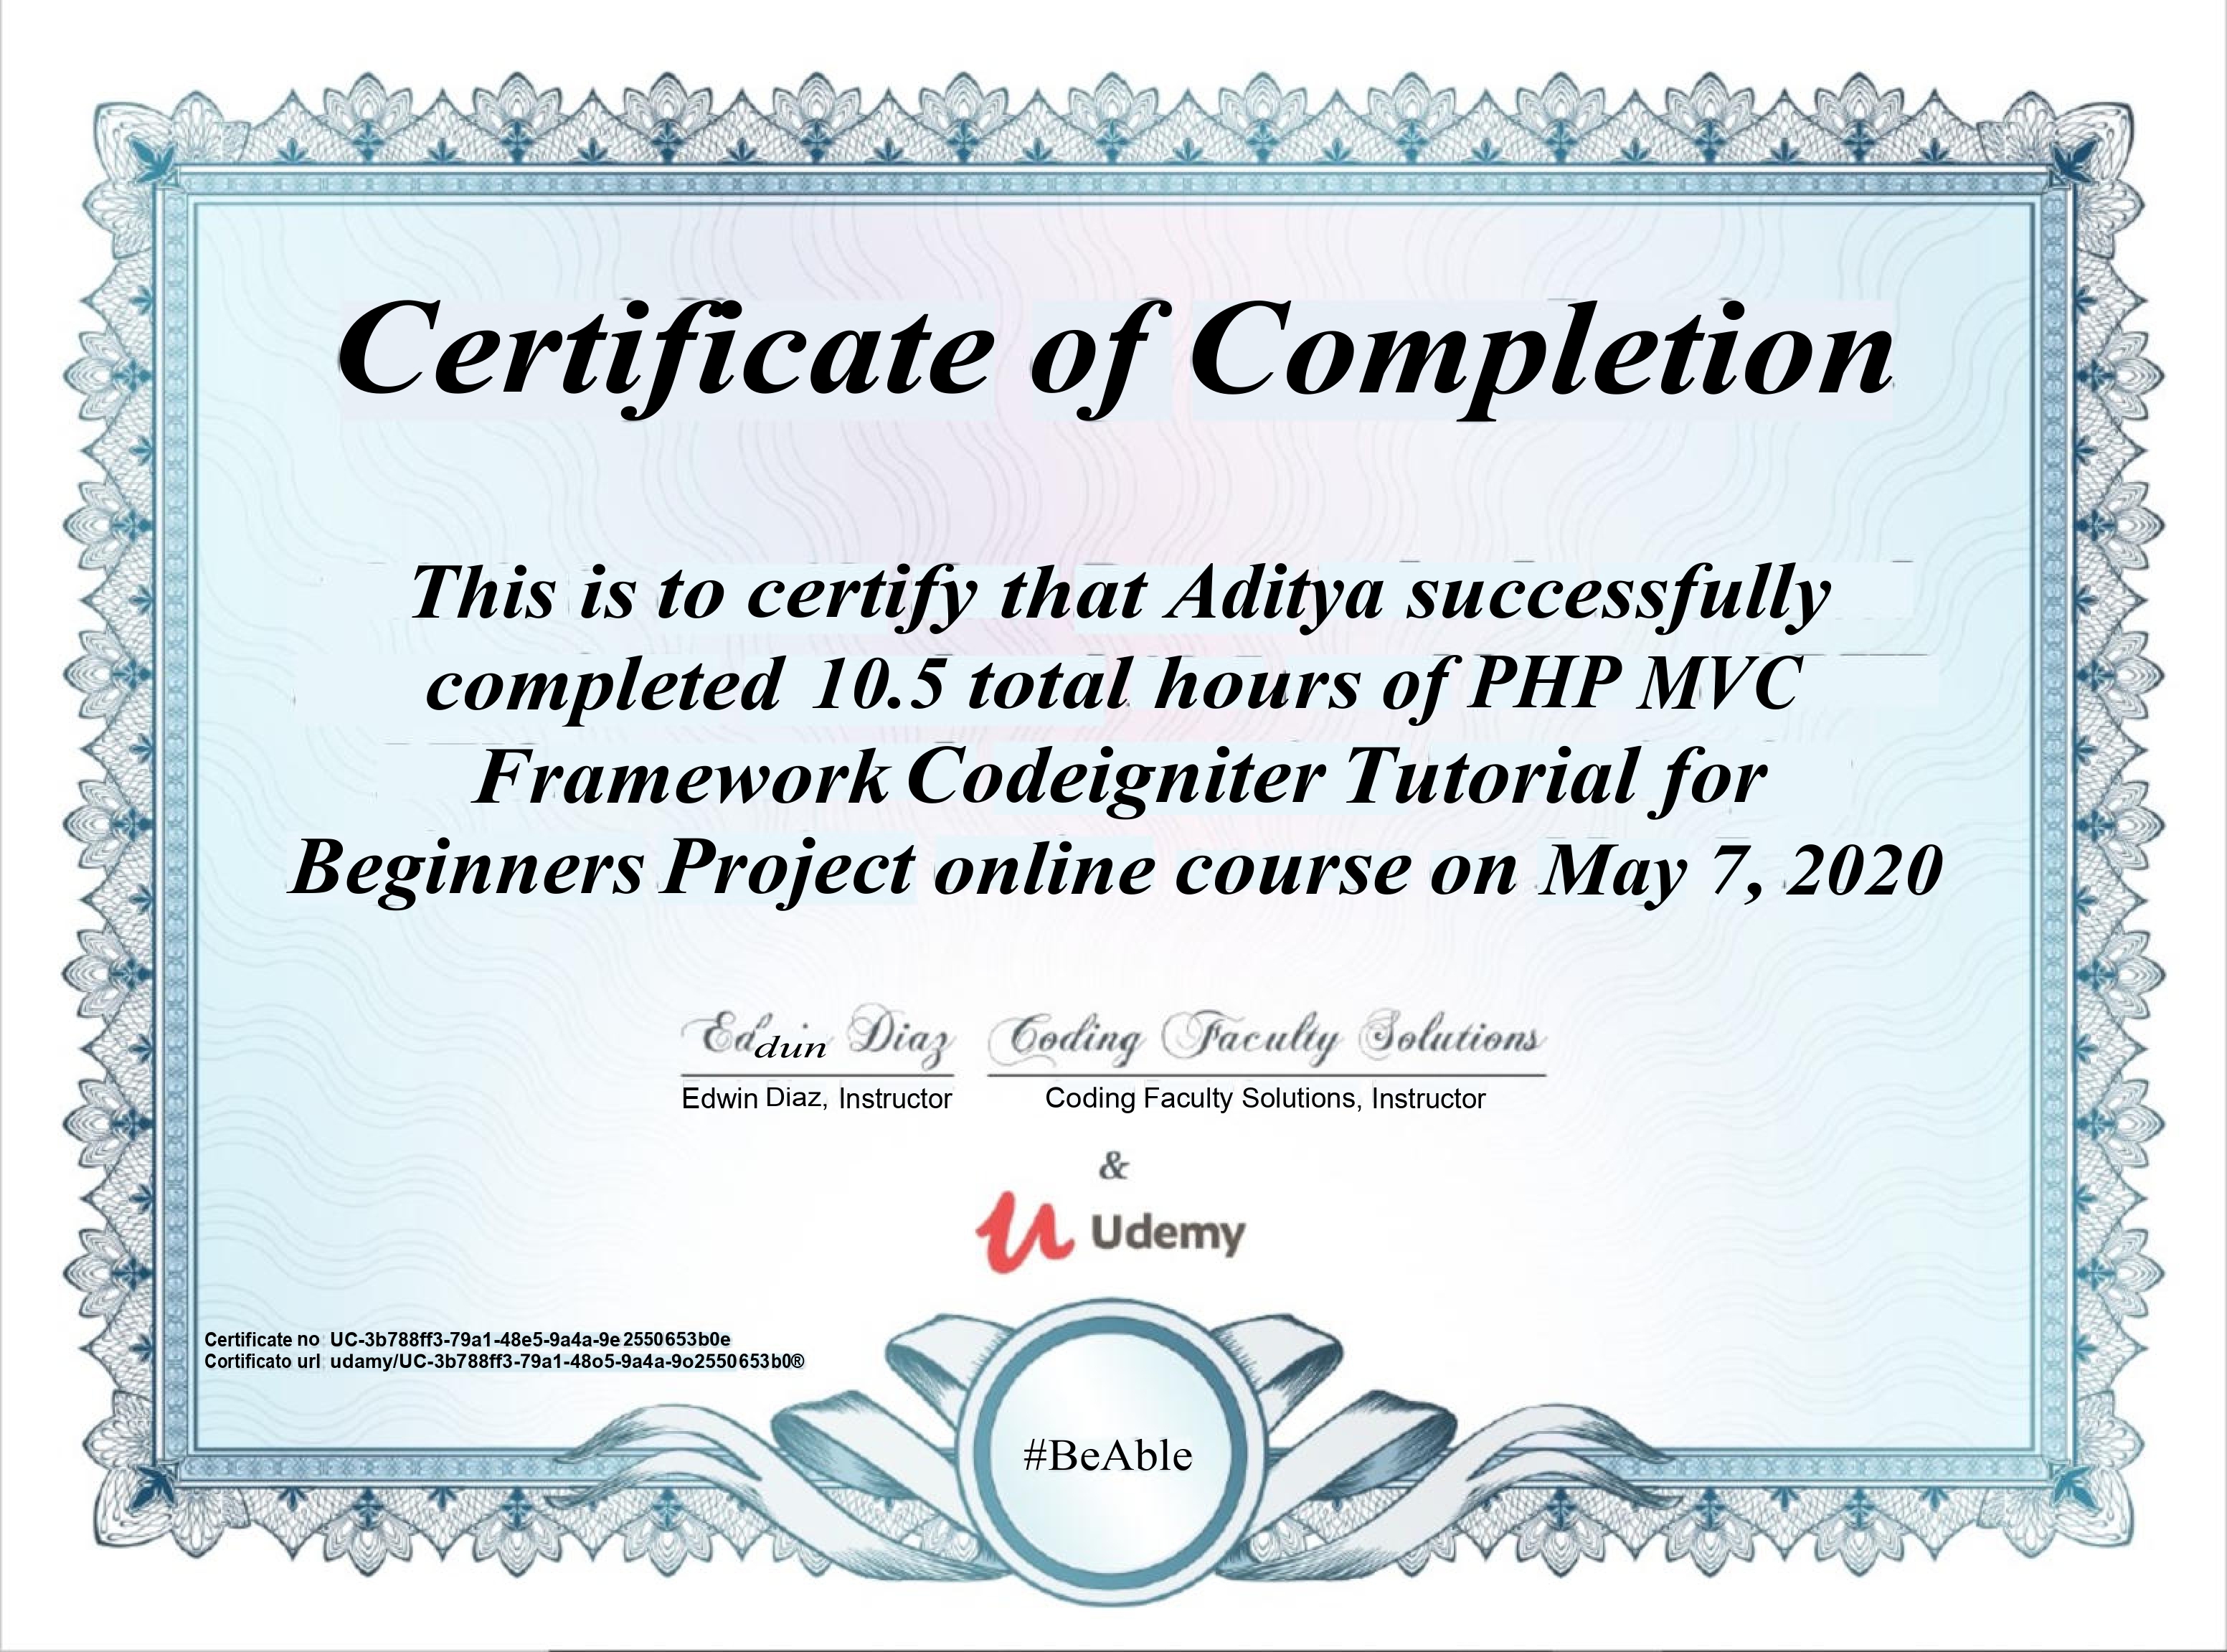 Certificate of Completion
This is to certify that Aditya successfully
completed 10.5 total hours of PHP MVC
Framework Codeigniter Tutorial for
Beginners Project online course on May 7, 2020
Eddun Diaz Coding Faculty Solutions
Edwin Diaz, Instructor Coding Faculty Solutions, Instructor
&
Udemy
Certificate no UC-3b788ff3-79a1-48e5-9a4a-9e2550653b0e
Cortificato url udamy/UC-3b788ff3-79a1-48o5-9a4a-9o2550653b0®
#BeAble